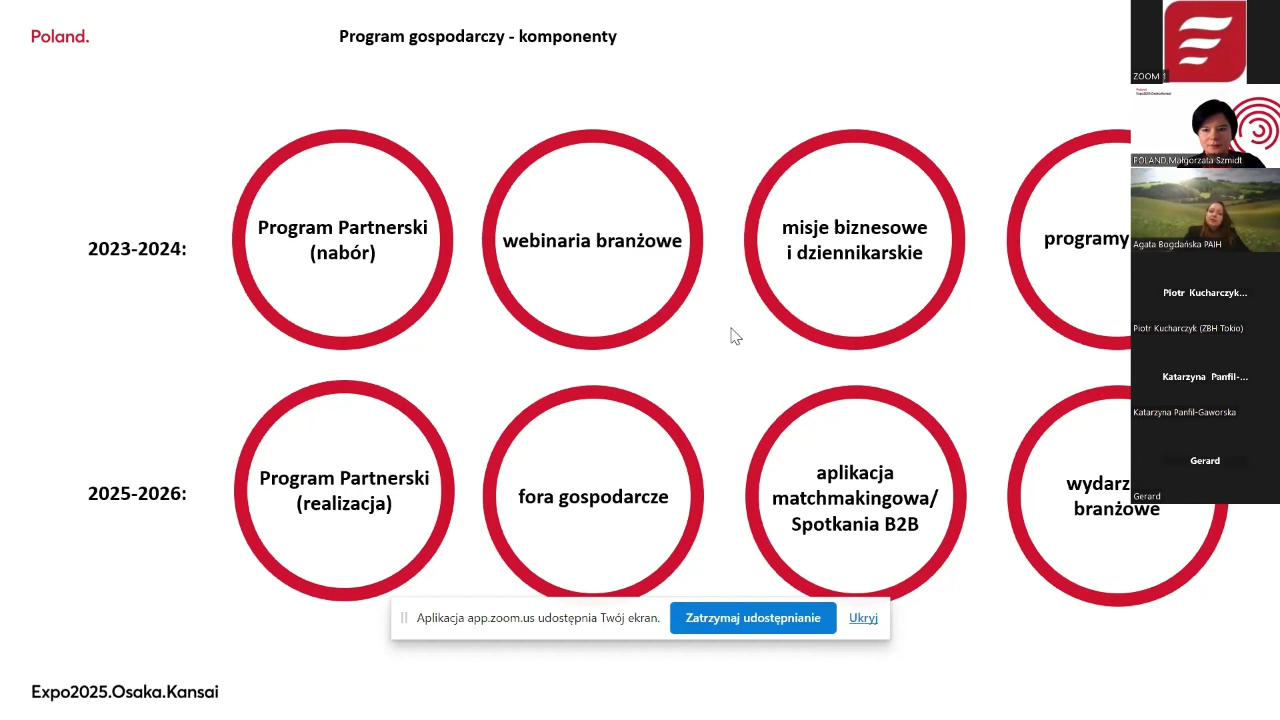 Poland.
Program gospodarczy - komponenty
2023-2024:
Program Partnerski
(nabór)
webinaria branżowe
misje biznesowe
i dziennikarskie
programy
2025-2026:
Program Partnerski
(realizacja)
fora gospodarcze
aplikacja
matchmakingowa/
Spotkania B2B
wydarz
branżowe
Aplikacja app.zoom.us udostępnia Twój ekran.
Zatrzymaj udostępnianie
Ukryj
Expo2025.Osaka.Kansai
ZOOM 1
POLAND.Małgorzata Szmidt
Agata Bogdańska PAIH
Piotr Kucharczyk...
Piotr Kucharczyk (ZBH Tokio)
Katarzyna Panfil-...
Katarzyna Panfil-Gaworska
Gerard
Gerard